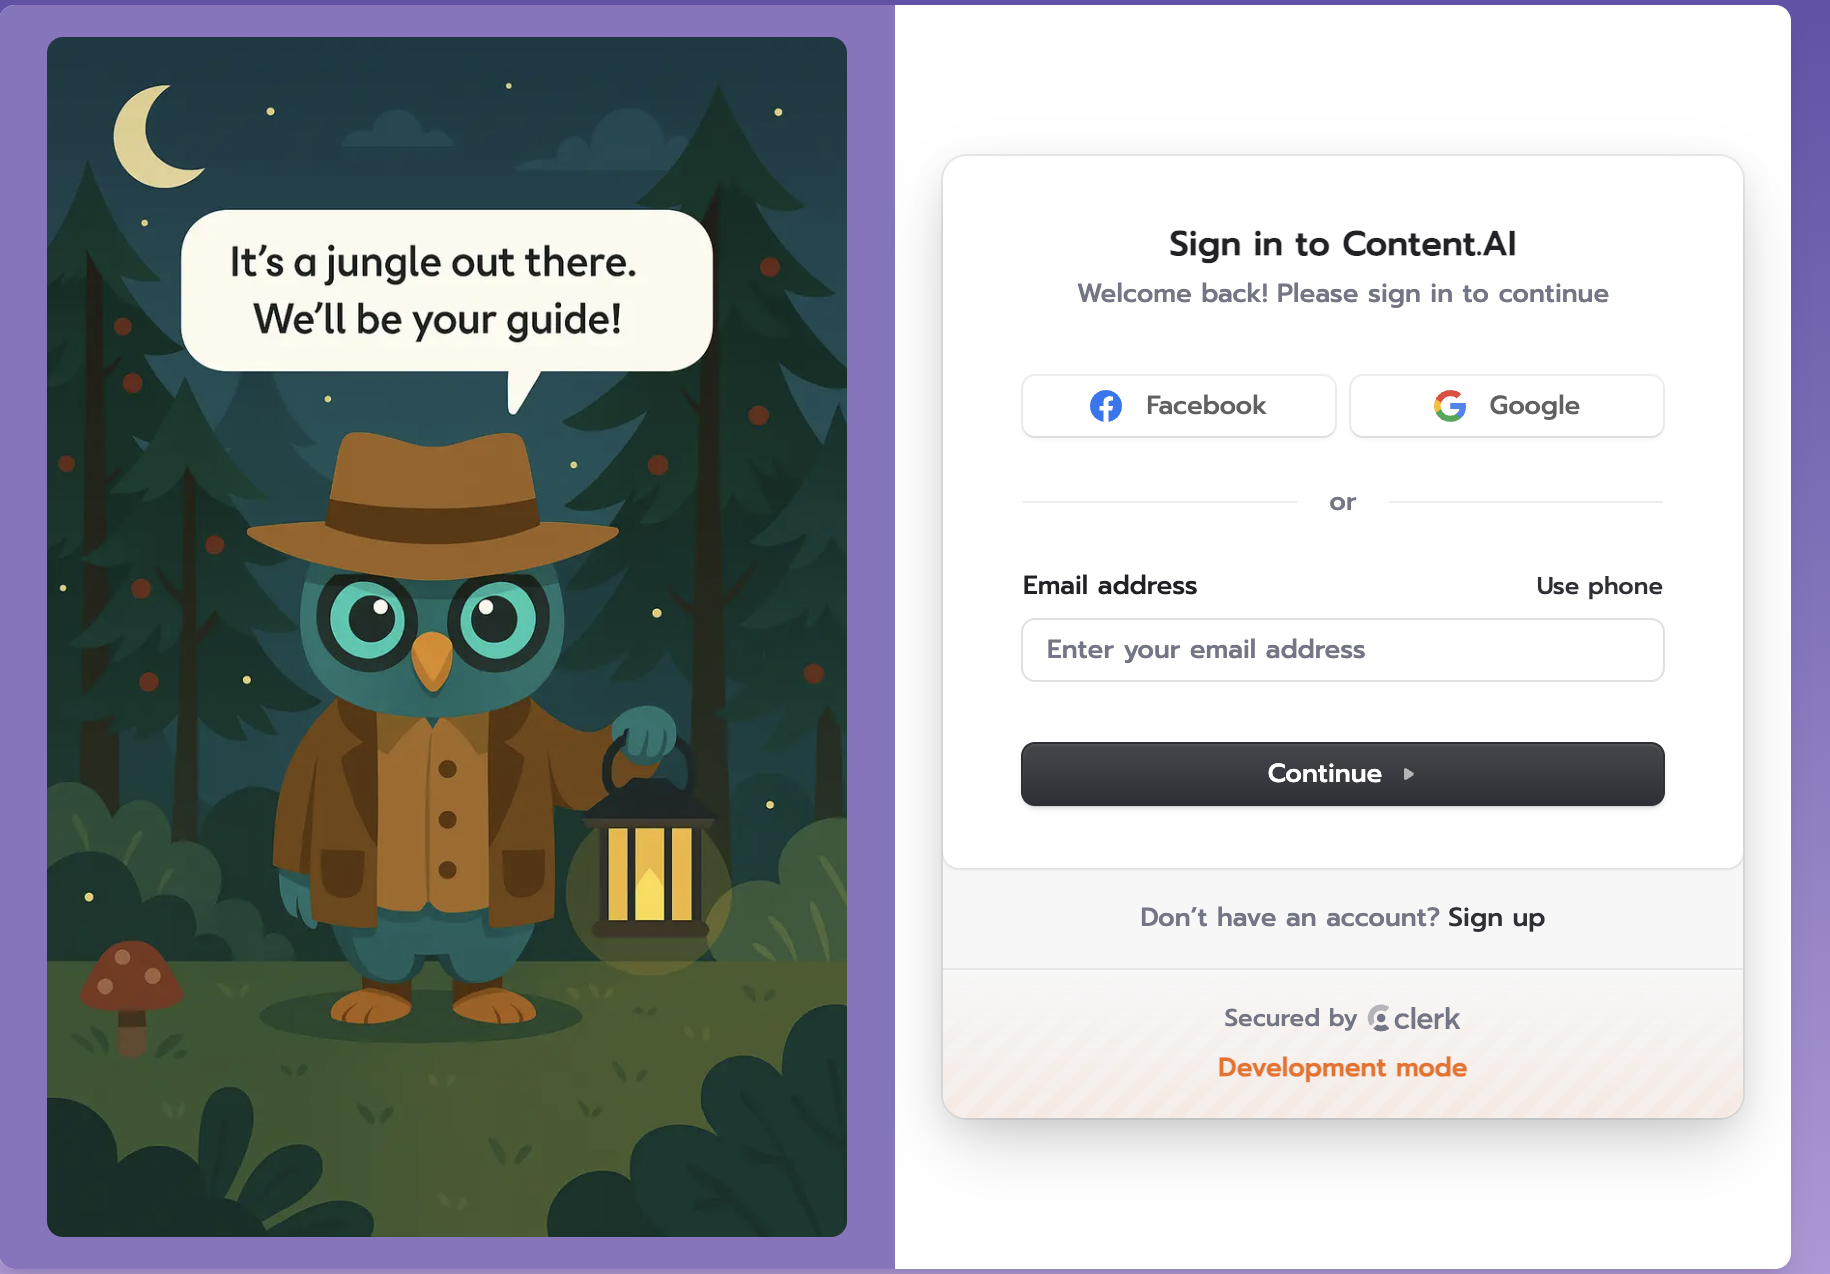 It’s a jungle out there.
We’ll be your guide!
Sign in to Content.AI
Welcome back! Please sign in to continue
Facebook
Google
or
Email address
Use phone
Enter your email address
Continue
Don’t have an account? Sign up
Secured by clerk
Development mode